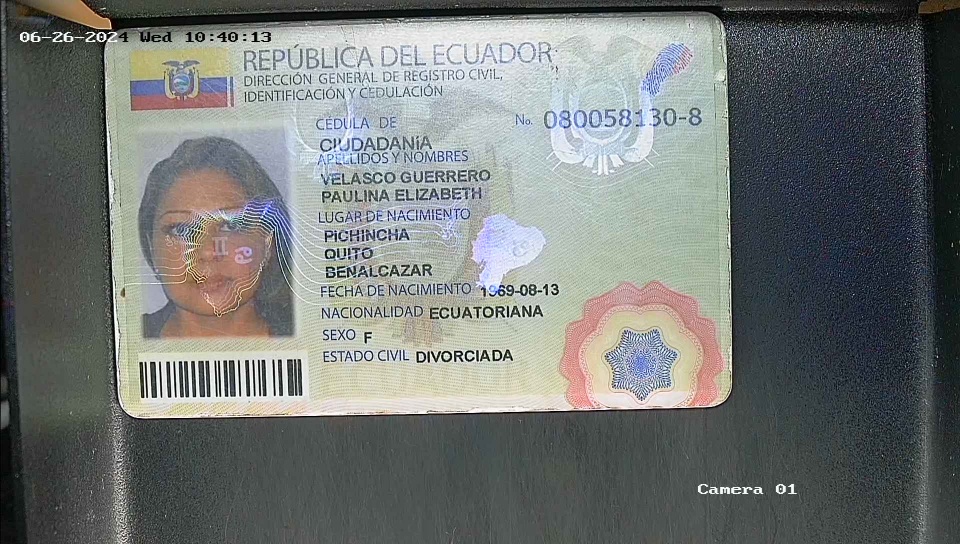 06-26-2024 Wed 10:40:13
REPÚBLICA DEL ECUADOR
DIRECCIÓN GENERAL DE REGISTRO CIVIL,
IDENTIFICACIÓN Y CEDULACIÓN
CÉDULA DE No. 080058130-8
CIUDADANÍA
APELLIDOS Y NOMBRES
VELASCO GUERRERO
PAULINA ELIZABETH
LUGAR DE NACIMIENTO
PICHINCHA
QUITO
BENALCAZAR
FECHA DE NACIMIENTO 1969-08-13
NACIONALIDAD ECUATORIANA
SEXO F
ESTADO CIVIL DIVORCIADA
Camera 01